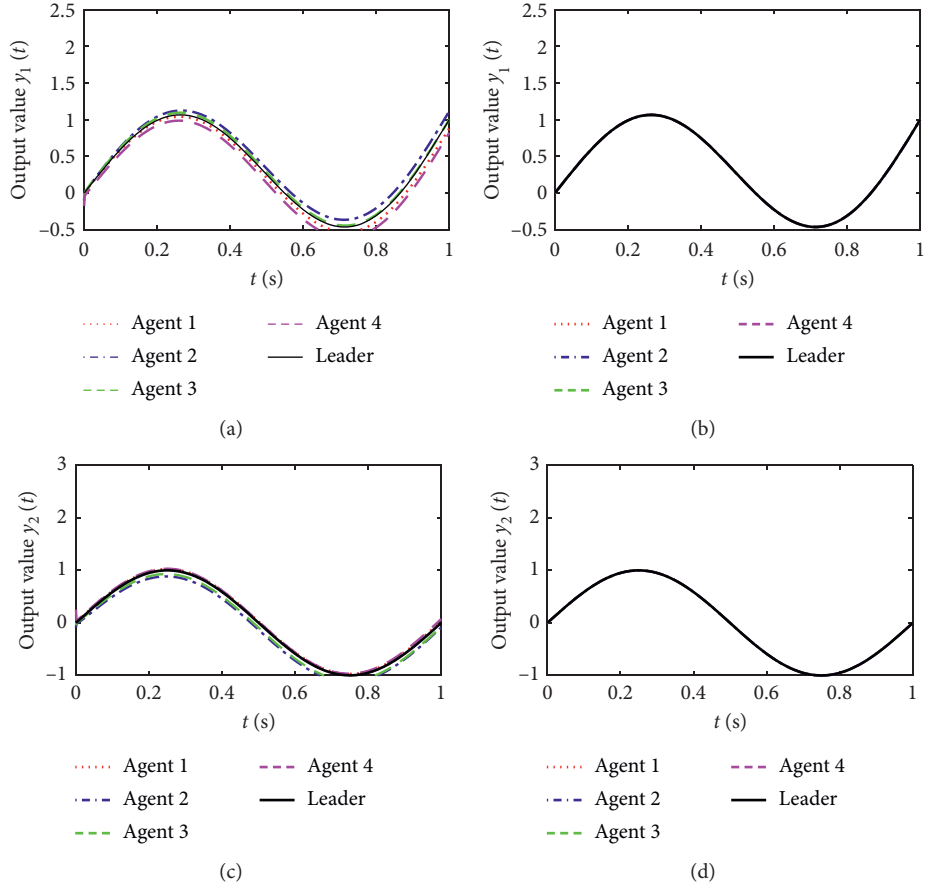 2.5
2
1.5
1
0.5
0
−0.5
Output value y₁ (t)
0 0.2 0.4 0.6 0.8 1
t (s)
Agent 1
Agent 2
Agent 3
Agent 4
Leader
(a)
2.5
2
1.5
1
0.5
0
−0.5
Output value y₁ (t)
0 0.2 0.4 0.6 0.8 1
t (s)
Agent 1
Agent 2
Agent 3
Agent 4
Leader
(b)
3
2
1
0
−1
Output value y₂ (t)
0 0.2 0.4 0.6 0.8 1
t (s)
Agent 1
Agent 2
Agent 3
Agent 4
Leader
(c)
3
2
1
0
−1
Output value y₂ (t)
0 0.2 0.4 0.6 0.8 1
t (s)
Agent 1
Agent 2
Agent 3
Agent 4
Leader
(d)